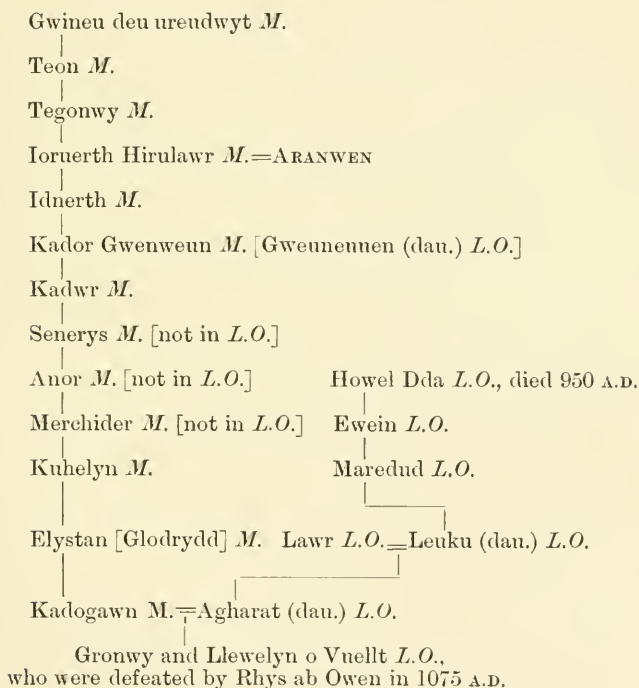 Gwineu deu ureudwyt M.
Teon M.
Tegonwy M.
Ioruerth Hirulawr M.=ARANWEN
Idnerth M.
Kador Gwenweun M. [Gweunennen (dau.) L.O.]
Kadwr M.
Senerys M. [not in L.O.]
Anor M. [not in L.O.] Howel Dda L.O., died 950 A.D.
Merchider M. [not in L.O.] Ewein L.O.
Kuhelyn M. Maredud L.O.
Elystan [Glodrydd] M. Lawr L.O.=Leuku (dau.) L.O.
Kadogawn M.=Agharat (dau.) L.O.
Gronwy and Llewelyn o Vuellt L.O.,
who were defeated by Rhys ab Owen in 1075 A.D.